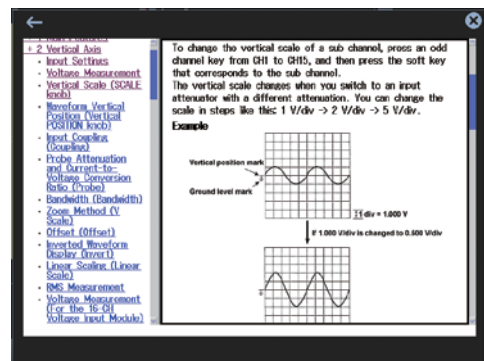 2 Vertical Axis
Input Settings
Voltage Measurement
Vertical Scale (SCALE
knob)
Waveform Vertical
Position (Vertical
POSITION knob)
Input Coupling
(Coupling)
Probe Attenuation
and Current-to-
Voltage Conversion
Ratio (Probe)
Bandwidth (Bandwidth)
Zoom Method (V
Scale)
Offset (Offset)
Inverted Waveform
Display (Invert)
Linear Scaling (Linear
Scale)
RMS Measurement
Voltage Measurement
(For the 16-CH
Voltage Input Module)
To change the vertical scale of a sub channel, press an odd
channel key from CH1 to CH15, and then press the soft key
that corresponds to the sub channel.
The vertical scale changes when you switch to an input
attenuator with a different attenuation. You can change the
scale in steps like this: 1 V/div -> 2 V/div -> 5 V/div.
Example
Vertical position mark
Ground level mark
1 div = 1.000 V
If 1.000 V/div is changed to 0.500 V/div